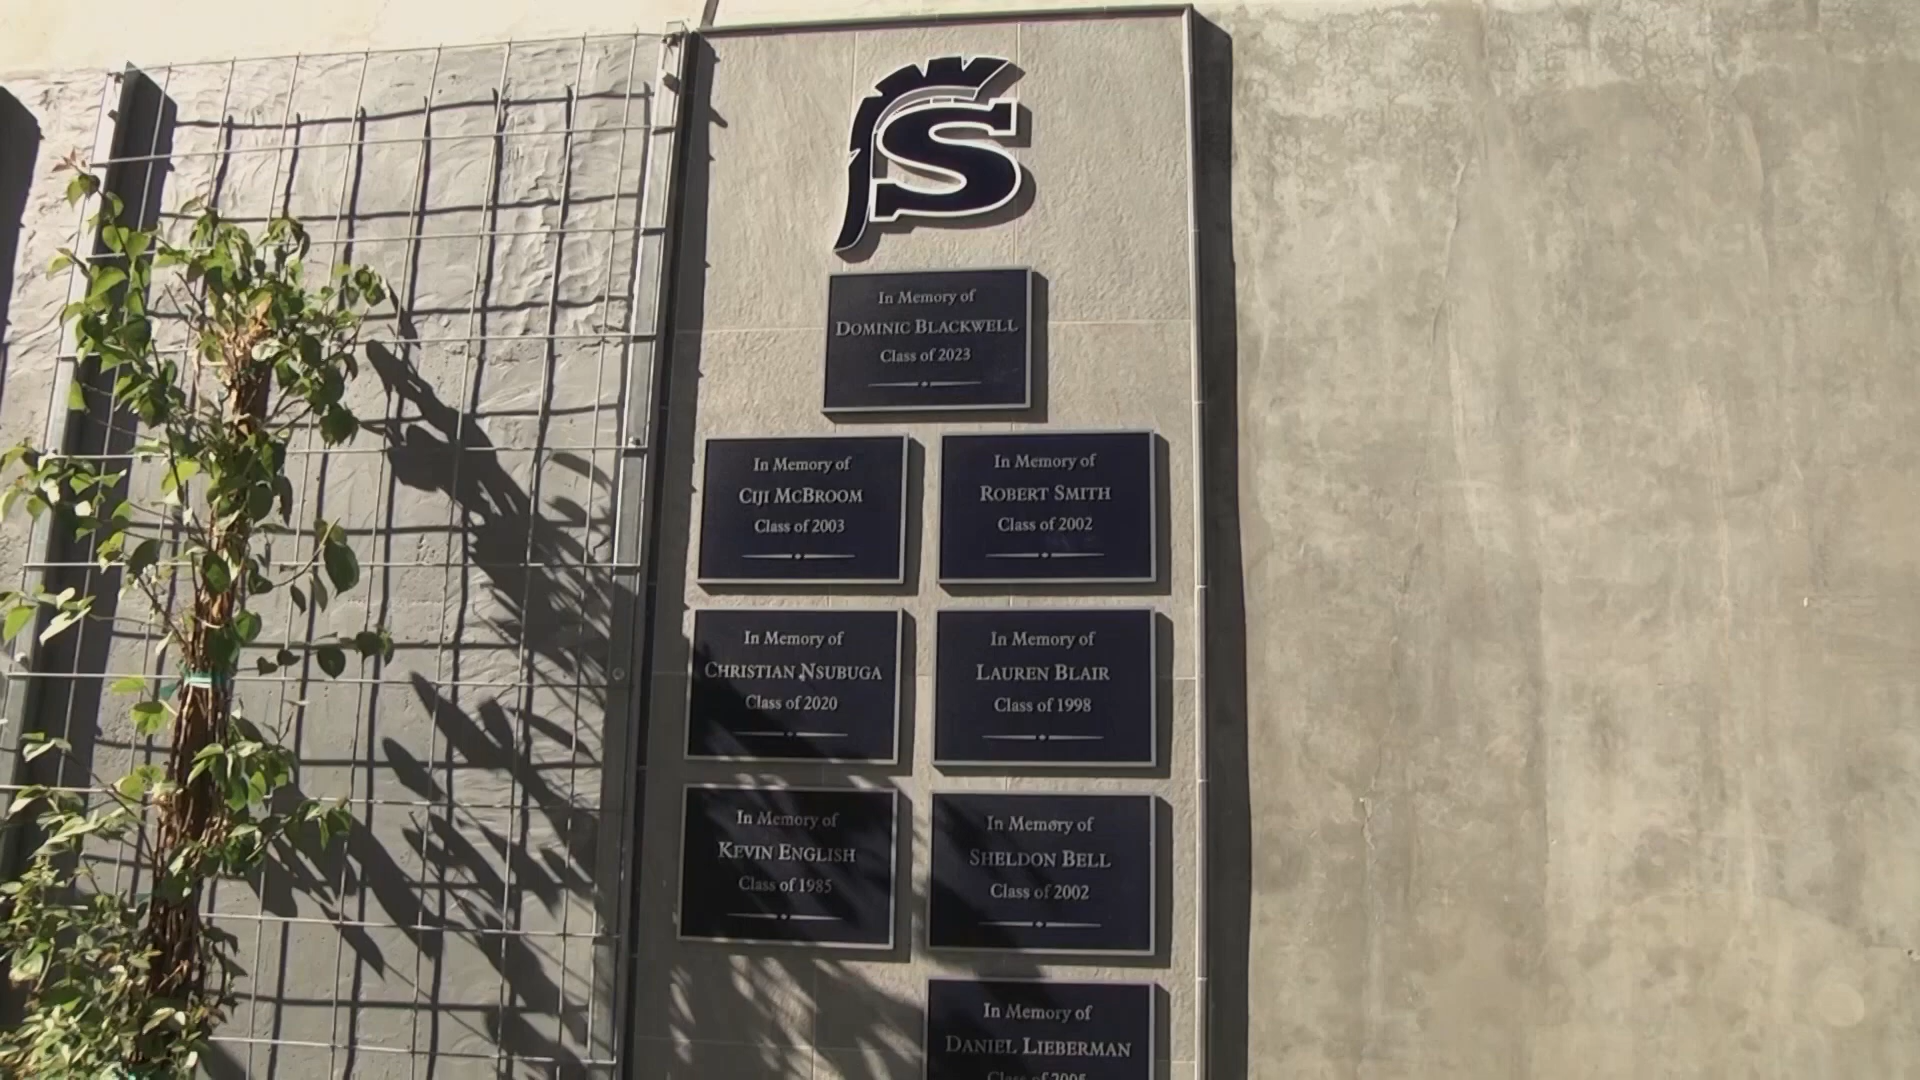 S
In Memory of
DOMINIC BLACKWELL
Class of 2023
In Memory of
CIJI MCBROOM
Class of 2003
In Memory of
ROBERT SMITH
Class of 2002
In Memory of
CHRISTIAN NSUBUGA
Class of 2020
In Memory of
LAUREN BLAIR
Class of 1998
In Memory of
KEVIN ENGLISH
Class of 1985
In Memory of
SHELDON BELL
Class of 2002
In Memory of
DANIEL LIEBERMAN
Class of